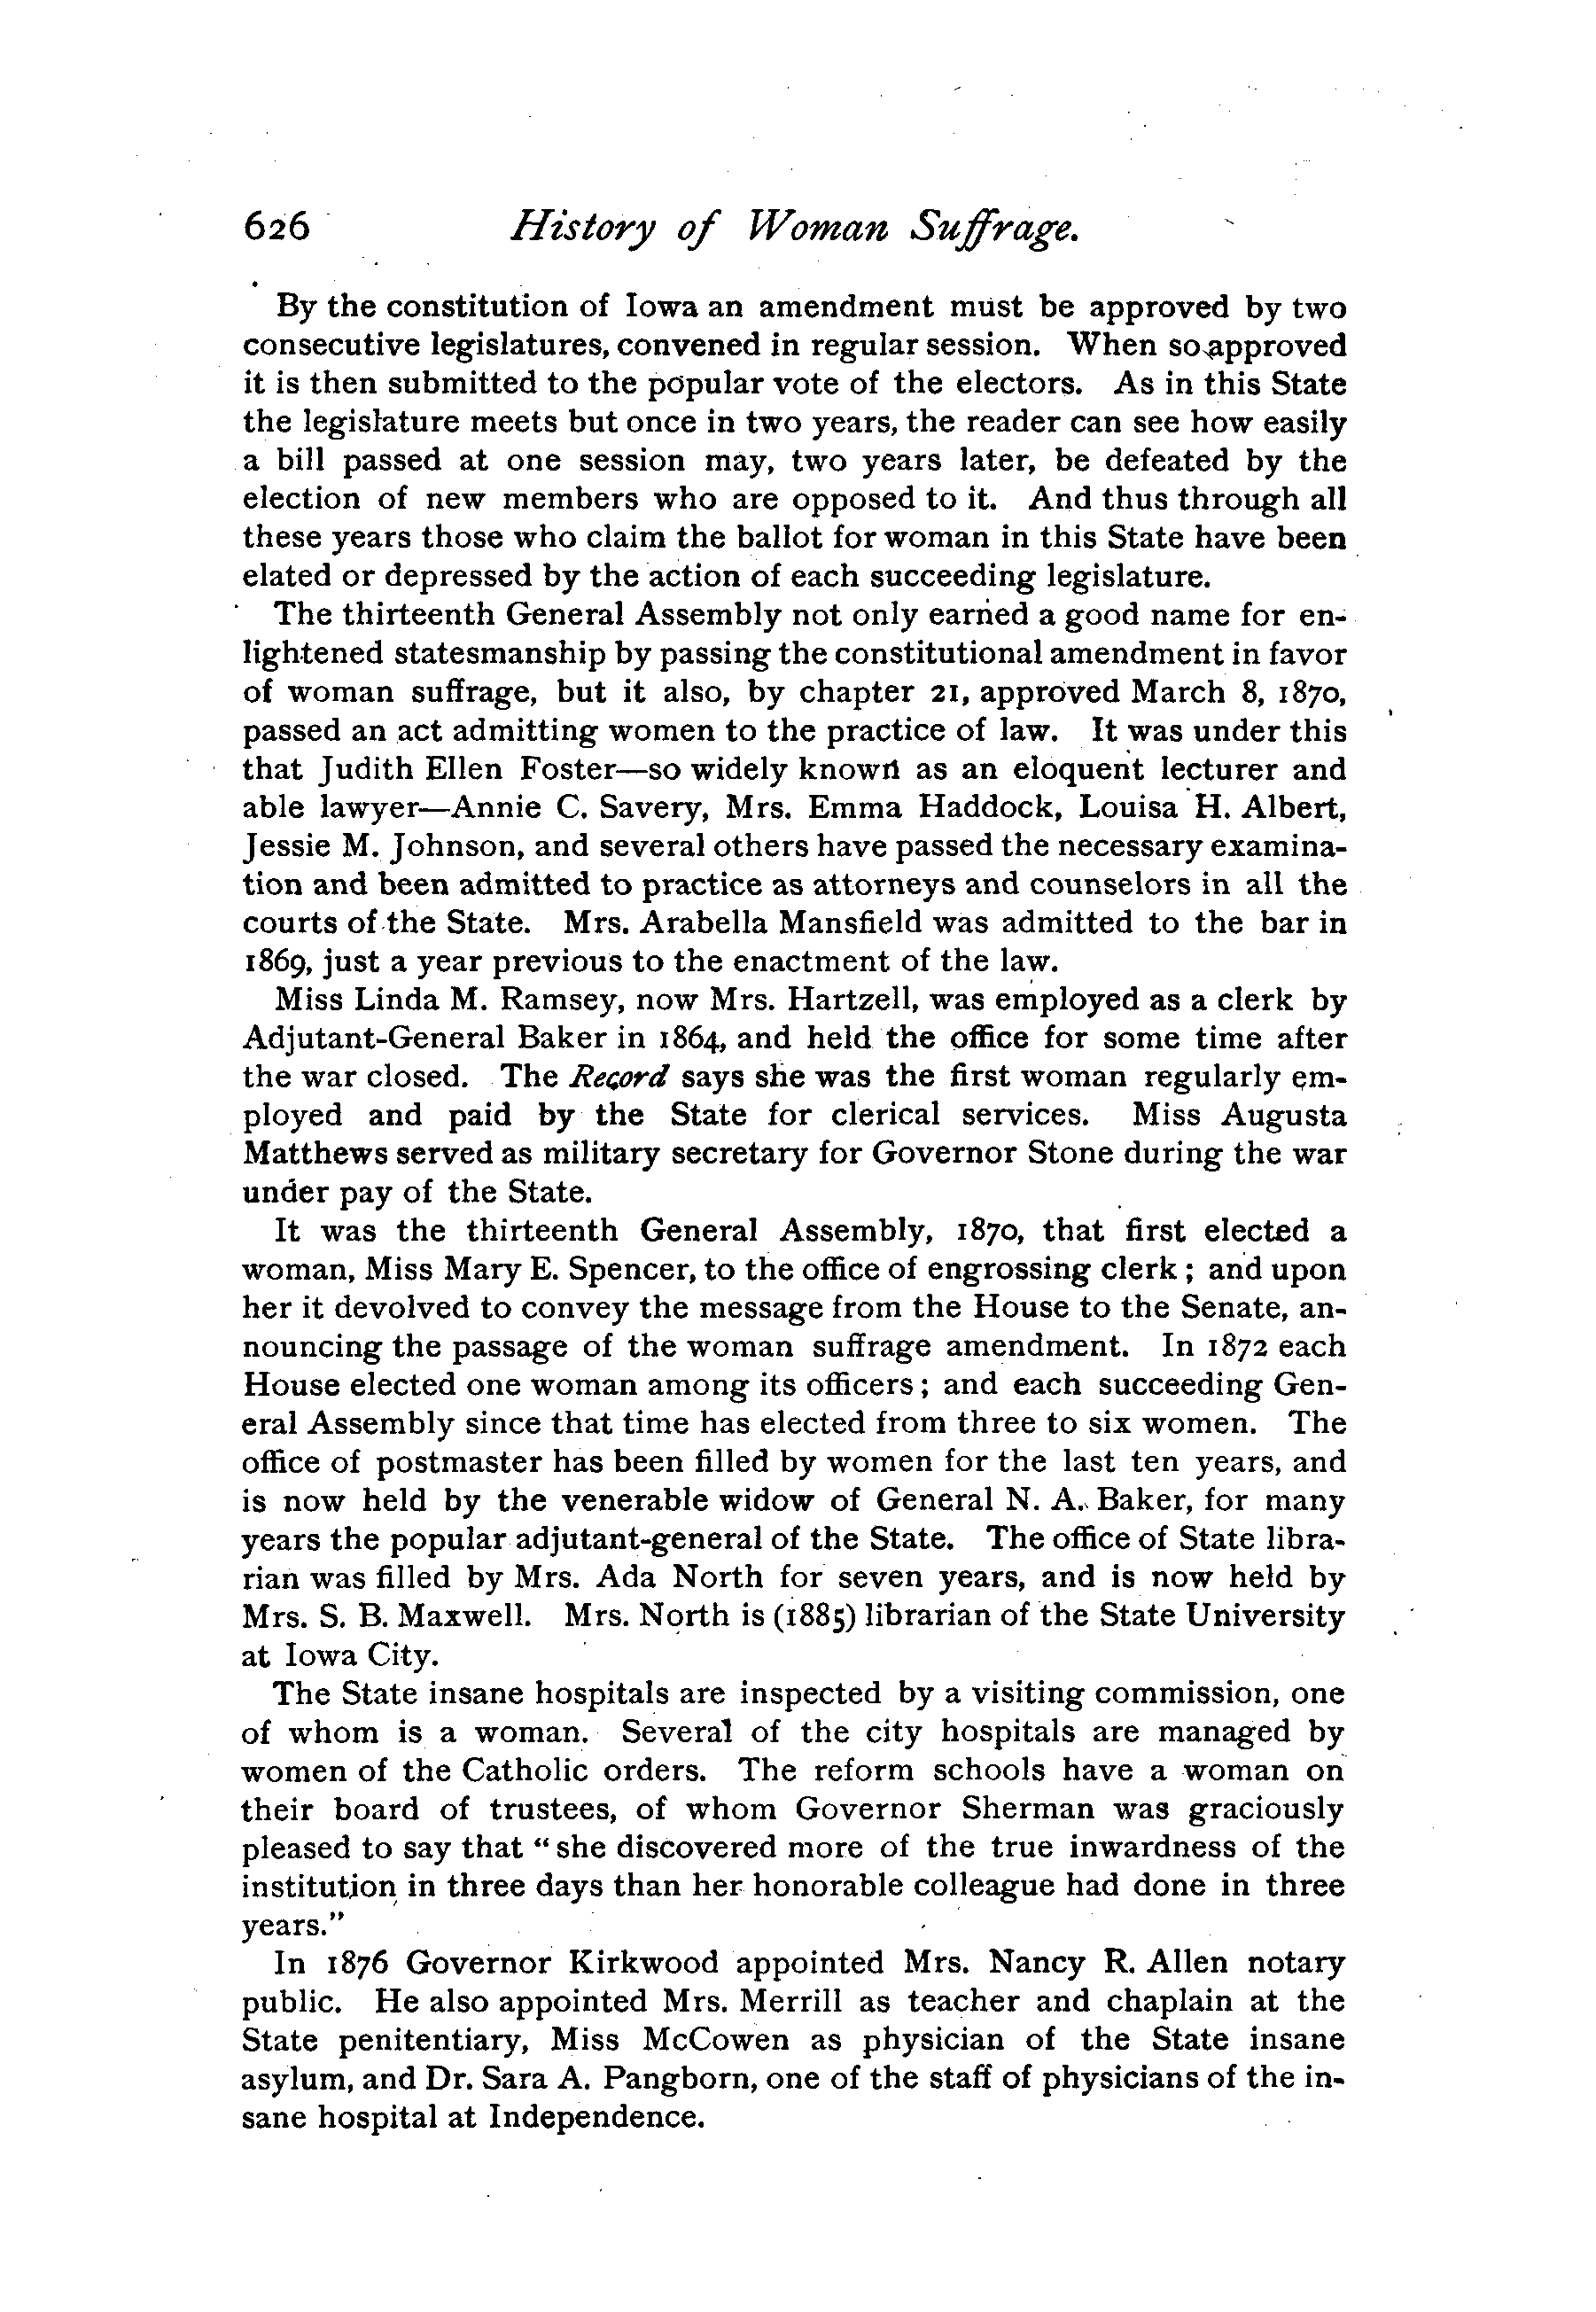 626 History of Woman Suffrage.
By the constitution of Iowa an amendment must be approved by two
consecutive legislatures, convened in regular session. When so approved
it is then submitted to the popular vote of the electors. As in this State
the legislature meets but once in two years, the reader can see how easily
a bill passed at one session may, two years later, be defeated by the
election of new members who are opposed to it. And thus through all
these years those who claim the ballot for woman in this State have been
elated or depressed by the action of each succeeding legislature.
The thirteenth General Assembly not only earned a good name for en-
lightened statesmanship by passing the constitutional amendment in favor
of woman suffrage, but it also, by chapter 21, approved March 8, 1870,
passed an act admitting women to the practice of law. It was under this
that Judith Ellen Foster—so widely known as an eloquent lecturer and
able lawyer—Annie C. Savery, Mrs. Emma Haddock, Louisa H. Albert,
Jessie M. Johnson, and several others have passed the necessary examina-
tion and been admitted to practice as attorneys and counselors in all the
courts of the State. Mrs. Arabella Mansfield was admitted to the bar in
1869, just a year previous to the enactment of the law.
Miss Linda M. Ramsey, now Mrs. Hartzell, was employed as a clerk by
Adjutant-General Baker in 1864, and held the office for some time after
the war closed. The Record says she was the first woman regularly em-
ployed and paid by the State for clerical services. Miss Augusta
Matthews served as military secretary for Governor Stone during the war
under pay of the State.
It was the thirteenth General Assembly, 1870, that first elected a
woman, Miss Mary E. Spencer, to the office of engrossing clerk; and upon
her it devolved to convey the message from the House to the Senate, an-
nouncing the passage of the woman suffrage amendment. In 1872 each
House elected one woman among its officers; and each succeeding Gen-
eral Assembly since that time has elected from three to six women. The
office of postmaster has been filled by women for the last ten years, and
is now held by the venerable widow of General N. A. Baker, for many
years the popular adjutant-general of the State. The office of State libra-
rian was filled by Mrs. Ada North for seven years, and is now held by
Mrs. S. B. Maxwell. Mrs. North is (1885) librarian of the State University
at Iowa City.
The State insane hospitals are inspected by a visiting commission, one
of whom is a woman. Several of the city hospitals are managed by
women of the Catholic orders. The reform schools have a woman on
their board of trustees, of whom Governor Sherman was graciously
pleased to say that "she discovered more of the true inwardness of the
institution in three days than her honorable colleague had done in three
years."
In 1876 Governor Kirkwood appointed Mrs. Nancy R. Allen notary
public. He also appointed Mrs. Merrill as teacher and chaplain at the
State penitentiary, Miss McCowen as physician of the State insane
asylum, and Dr. Sara A. Pangborn, one of the staff of physicians of the in-
sane hospital at Independence.